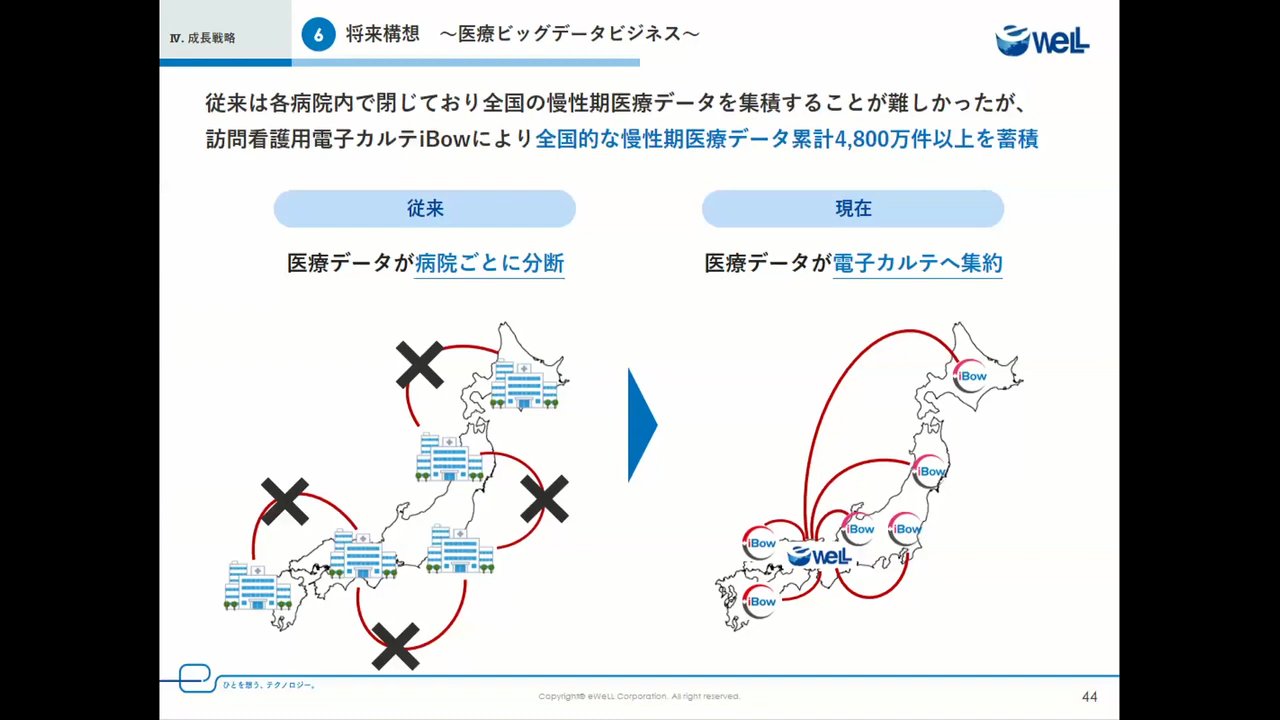 Ⅳ. 成長戦略
6 将来構想 ～医療ビッグデータビジネス～
eWeLL
従来は各病院内で閉じており全国の慢性期医療データを集積することが難しかったが、
訪問看護用電子カルテiBowにより全国的な慢性期医療データ累計4,800万件以上を蓄積
従来
現在
医療データが病院ごとに分断
医療データが電子カルテへ集約
iBow
iBow
iBow
iBow
iBow
eWeLL
iBow
ひとを想う、テクノロジー。
Copyright© eWeLL Corporation. All right reserved.
44